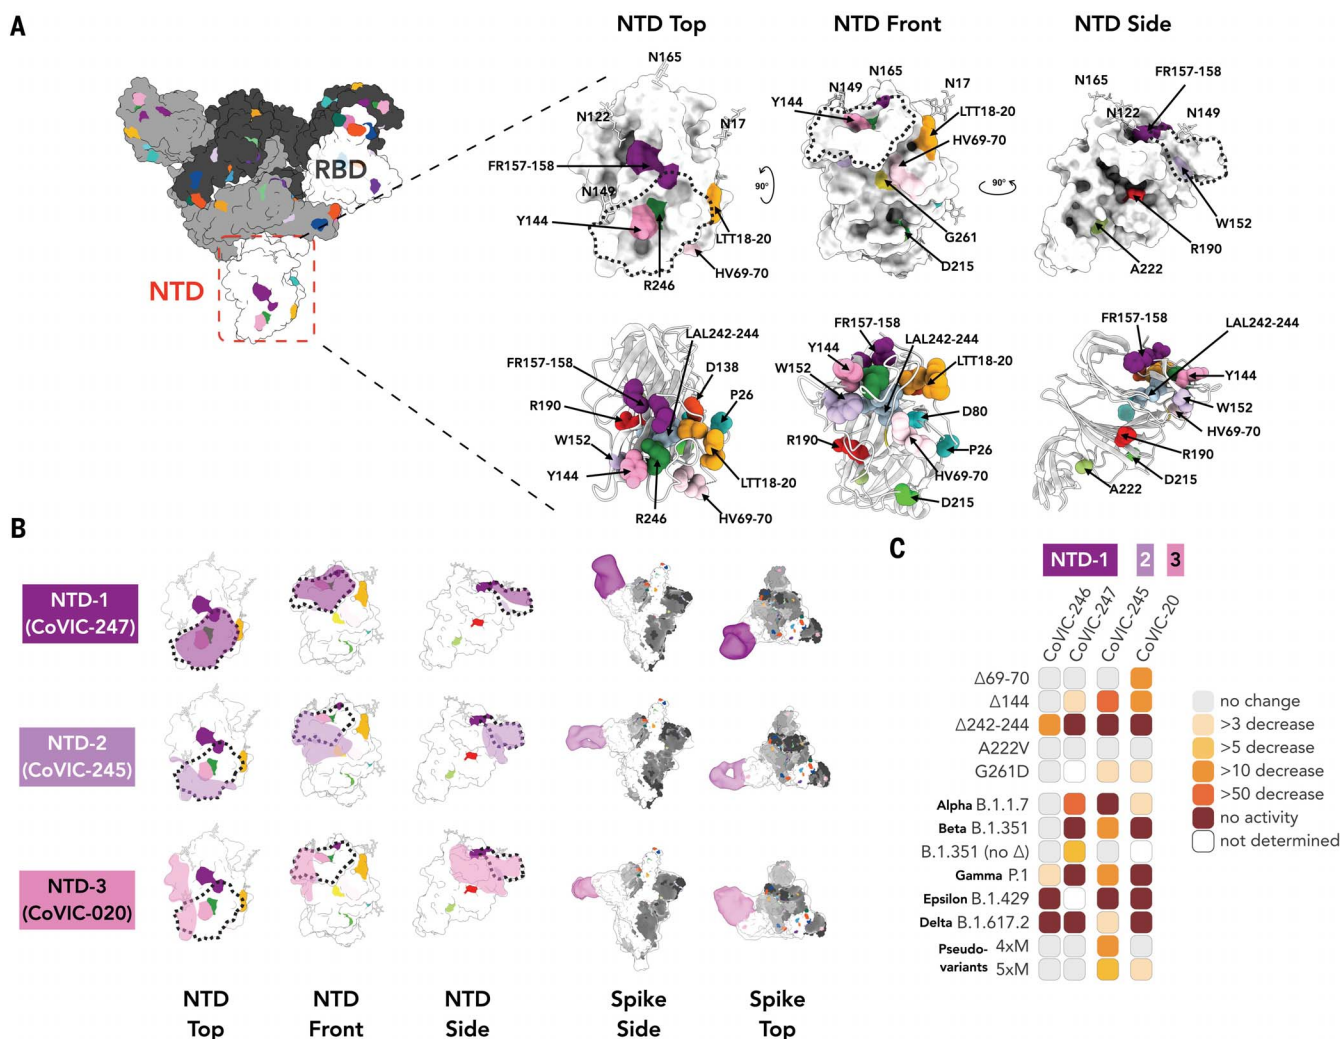 A
NTD Top
NTD Front
NTD Side
RBD
NTD
N165
N122
N17
FR157-158
N149
Y144
LTT18-20
HV69-70
R246
90°
N165
N149
N17
Y144
LTT18-20
HV69-70
G261
D215
90°
N165
FR157-158
N122
N149
W152
R190
A222
LAL242-244
FR157-158
D138
P26
R190
W152
Y144
LTT18-20
R246
HV69-70
FR157-158
LAL242-244
Y144
LTT18-20
W152
D80
R190
P26
HV69-70
D215
FR157-158
LAL242-244
Y144
W152
HV69-70
R190
D215
A222
B
NTD-1
(CoVIC-247)
NTD-2
(CoVIC-245)
NTD-3
(CoVIC-020)
NTD
Top
NTD
Front
NTD
Side
Spike
Side
Spike
Top
C
NTD-1
2
3
CoVIC-246
CoVIC-247
CoVIC-245
CoVIC-20
Δ69-70
Δ144
Δ242-244
A222V
G261D
Alpha B.1.1.7
Beta B.1.351
B.1.351 (no Δ)
Gamma P.1
Epsilon B.1.429
Delta B.1.617.2
Pseudo- 4xM
variants 5xM
no change
>3 decrease
>5 decrease
>10 decrease
>50 decrease
no activity
not determined